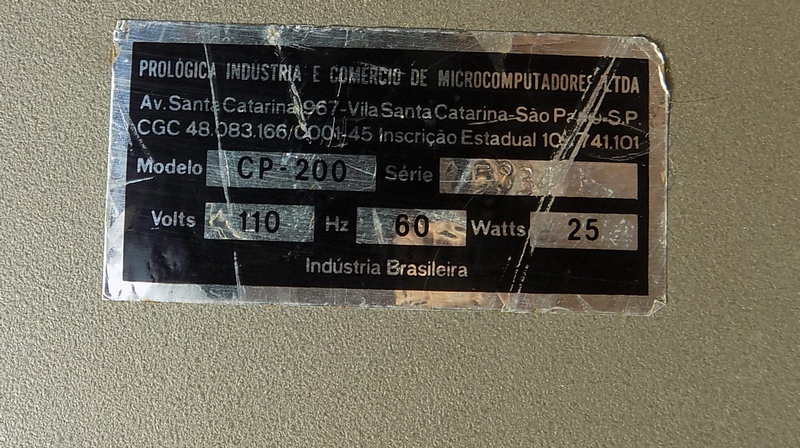 PROLÓGICA INDÚSTRIA E COMÉRCIO DE MICROCOMPUTADORES LTDA
Av. Santa Catarina 967-Vila Santa Catarina-São Paulo-S.P.
CGC 48.083.166/0001-45 Inscrição Estadual
Modelo CP-200 Série
Volts 110 Hz 60 Watts 25
Indústria Brasileira